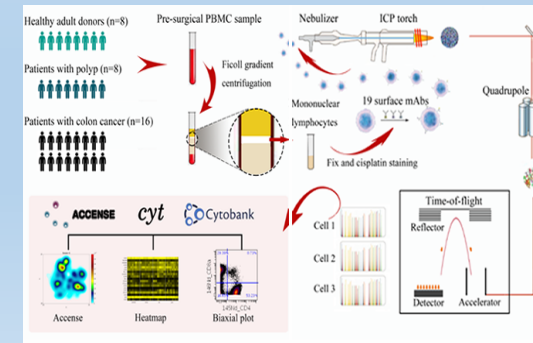 Healthy adult donors (n=8)
Patients with polyp (n=8)
Patients with colon cancer (n=16)
Pre-surgical PBMC sample
Ficoll gradient
centrifugation
Nebulizer
ICP torch
Mononuclear
lymphocytes
19 surface mAbs
Fix and cisplatin staining
Quadrupole
Time-of-flight
Reflector
Detector
Accelerator
Cell 1
Cell 2
Cell 3
ACCENSE
cyt
Cytobank
Accense
Heatmap
145Nd_CD4
Biaxial plot